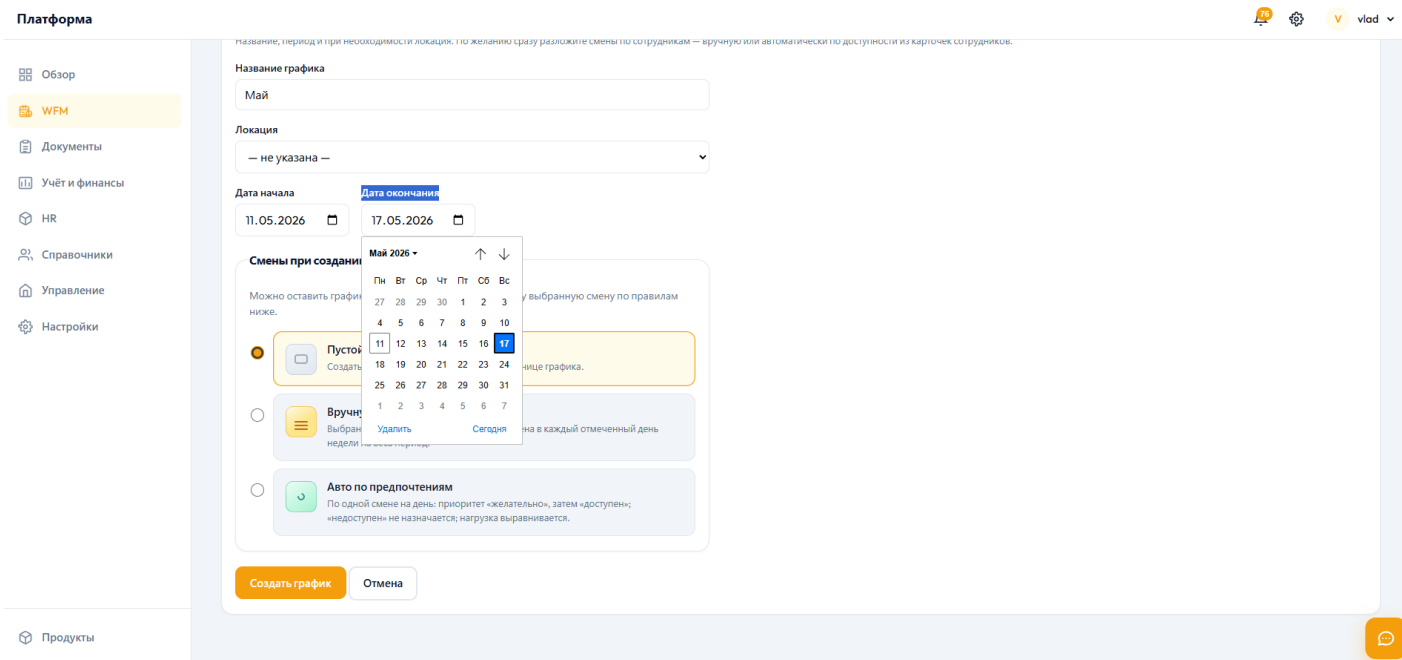 Платформа
76
V
vlad
Обзор
WFM
Документы
Учёт и финансы
HR
Справочники
Управление
Настройки
Продукты
Название, период и при необходимости локация. По желанию сразу разложите смены по сотрудникам — вручную или автоматически по доступности из карточек сотрудников.
Название графика
Май
Локация
— не указана —
Дата начала
Дата окончания
11.05.2026
17.05.2026
Май 2026
Пн Вт Ср Чт Пт Сб Вс
27 28 29 30 1 2 3
4 5 6 7 8 9 10
11 12 13 14 15 16 17
18 19 20 21 22 23 24
25 26 27 28 29 30 31
1 2 3 4 5 6 7
Удалить Сегодня
Смены при создани
Можно оставить график у выбранную смену по правилам
ниже.
Пустой
Создать нице графика.
Вручну
Выбран ена в каждый отмеченный день
недели на весь период.
Авто по предпочтениям
По одной смене на день: приоритет «желательно», затем «доступен»;
«недоступен» не назначается; нагрузка выравнивается.
Создать график
Отмена